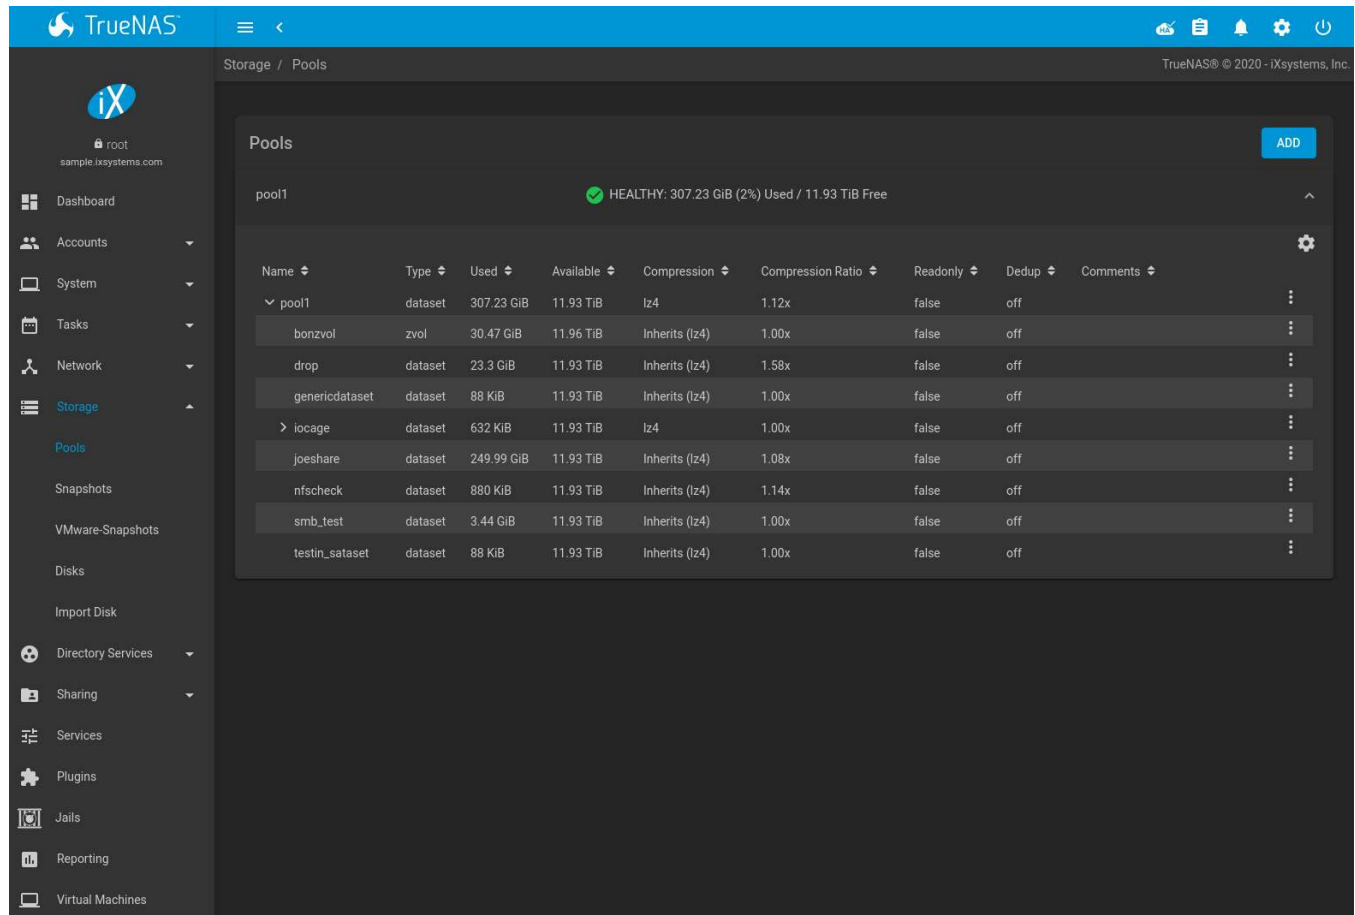 TrueNAS™
Storage / Pools
TrueNAS® © 2020 - iXsystems, Inc.
HA
iX
root
sample.ixsystems.com
Dashboard
Accounts
System
Tasks
Network
Storage
Pools
Snapshots
VMware-Snapshots
Disks
Import Disk
Directory Services
Sharing
Services
Plugins
Jails
Reporting
Virtual Machines
Pools
ADD
pool1 HEALTHY: 307.23 GiB (2%) Used / 11.93 TiB Free
Name Type Used Available Compression Compression Ratio Readonly Dedup Comments
pool1 dataset 307.23 GiB 11.93 TiB lz4 1.12x false off
bonzvol zvol 30.47 GiB 11.96 TiB Inherits (lz4) 1.00x false off
drop dataset 23.3 GiB 11.93 TiB Inherits (lz4) 1.58x false off
genericdataset dataset 88 KiB 11.93 TiB Inherits (lz4) 1.00x false off
iocage dataset 632 KiB 11.93 TiB lz4 1.00x false off
joeshare dataset 249.99 GiB 11.93 TiB Inherits (lz4) 1.08x false off
nfscheck dataset 880 KiB 11.93 TiB Inherits (lz4) 1.14x false off
smb_test dataset 3.44 GiB 11.93 TiB Inherits (lz4) 1.00x false off
testin_sataset dataset 88 KiB 11.93 TiB Inherits (lz4) 1.00x false off